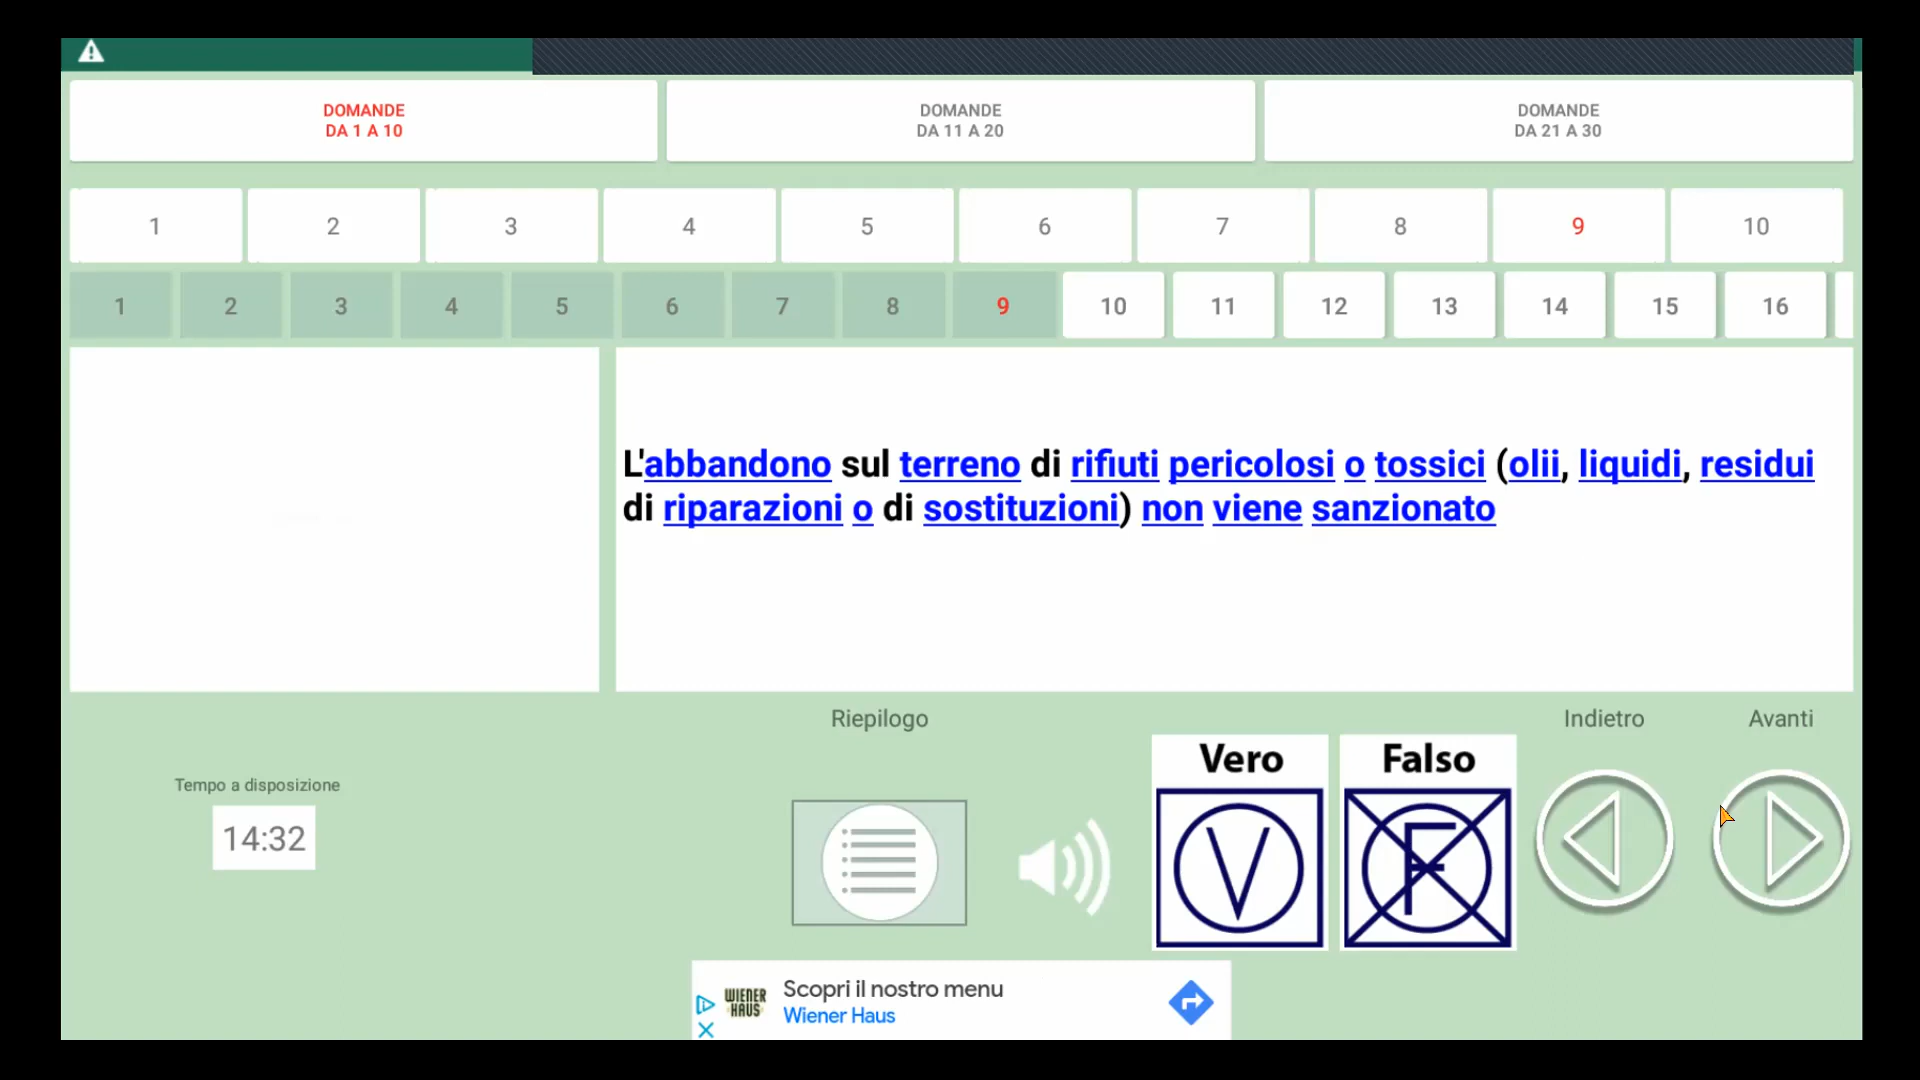 DOMANDE
DA 1 A 10
DOMANDE
DA 11 A 20
DOMANDE
DA 21 A 30
1 2 3 4 5 6 7 8 9 10
1 2 3 4 5 6 7 8 9 10 11 12 13 14 15 16
L'abbandono sul terreno di rifiuti pericolosi o tossici (olii, liquidi, residui
di riparazioni o di sostituzioni) non viene sanzionato
Riepilogo
Indietro
Avanti
Vero
Falso
V
F
Tempo a disposizione
14:32
WIENER
HAUS
Scopri il nostro menu
Wiener Haus